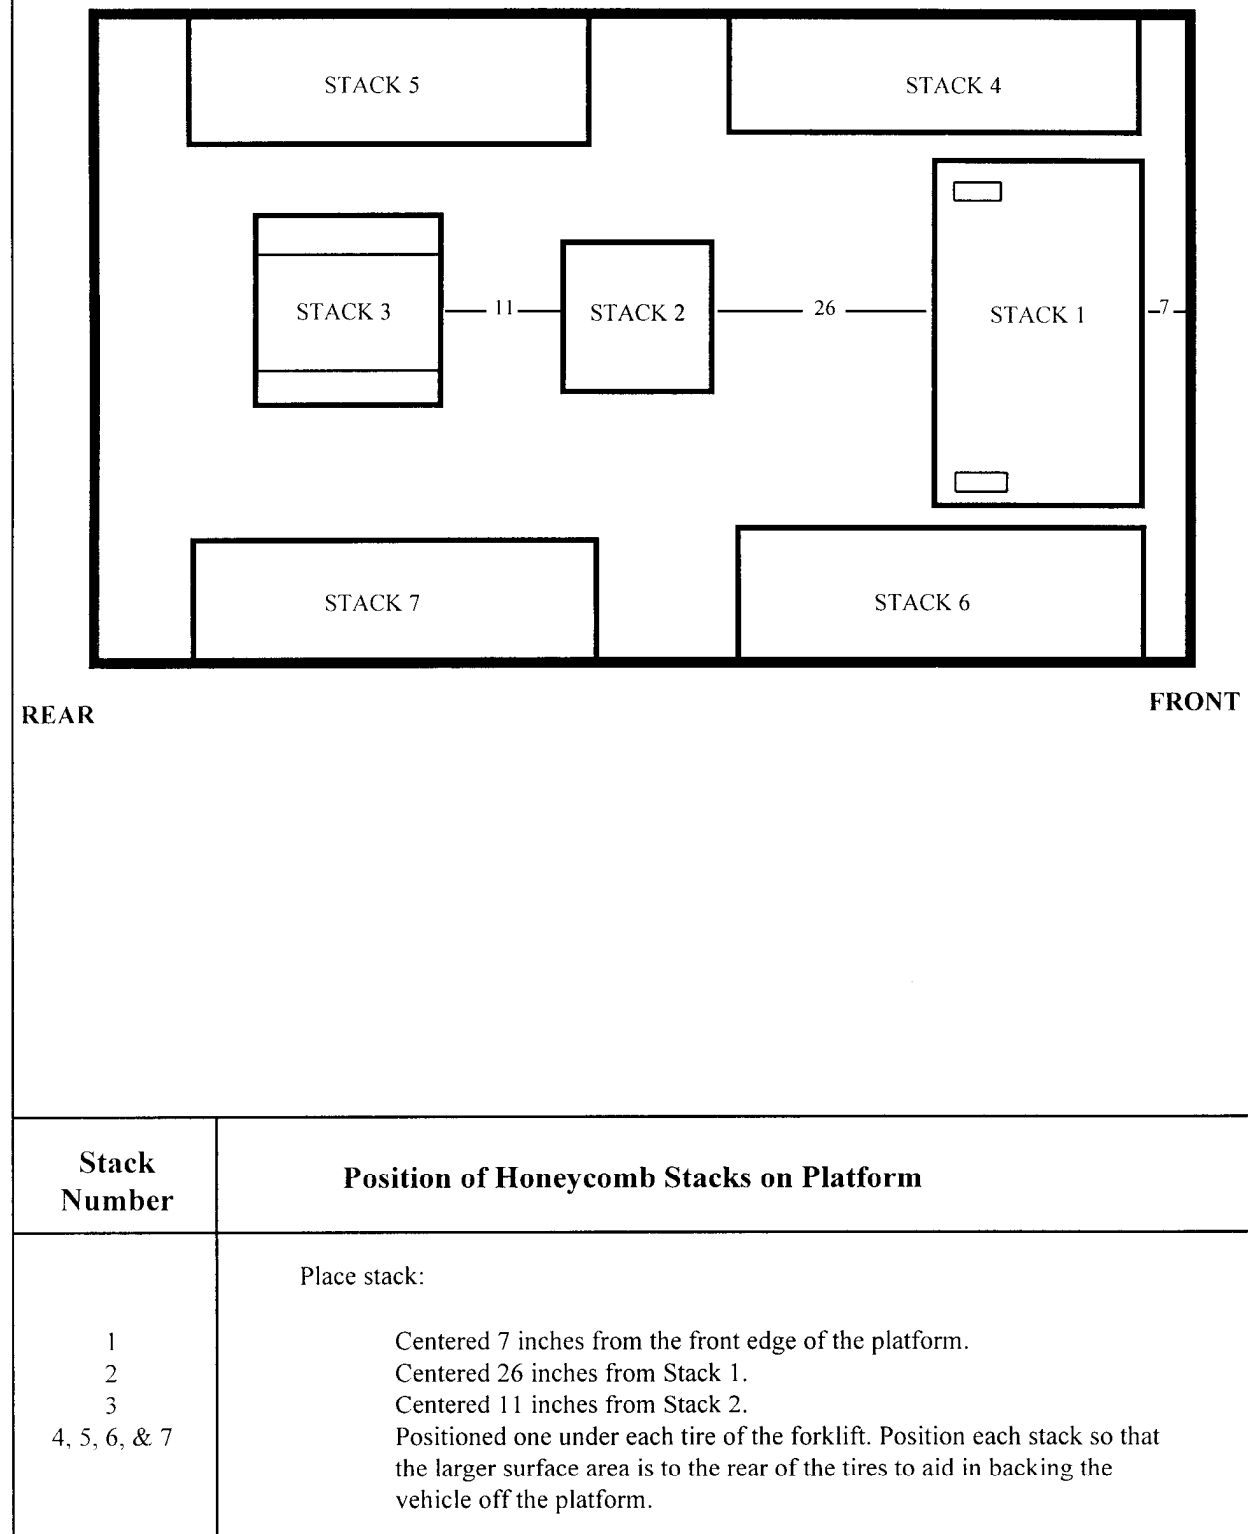 STACK 5
STACK 4
STACK 3
11
STACK 2
26
STACK 1
7
STACK 7
STACK 6
REAR
FRONT
Stack
Number
Position of Honeycomb Stacks on Platform
Place stack:
1 Centered 7 inches from the front edge of the platform.
2 Centered 26 inches from Stack 1.
3 Centered 11 inches from Stack 2.
4, 5, 6, & 7 Positioned one under each tire of the forklift. Position each stack so that
the larger surface area is to the rear of the tires to aid in backing the
vehicle off the platform.